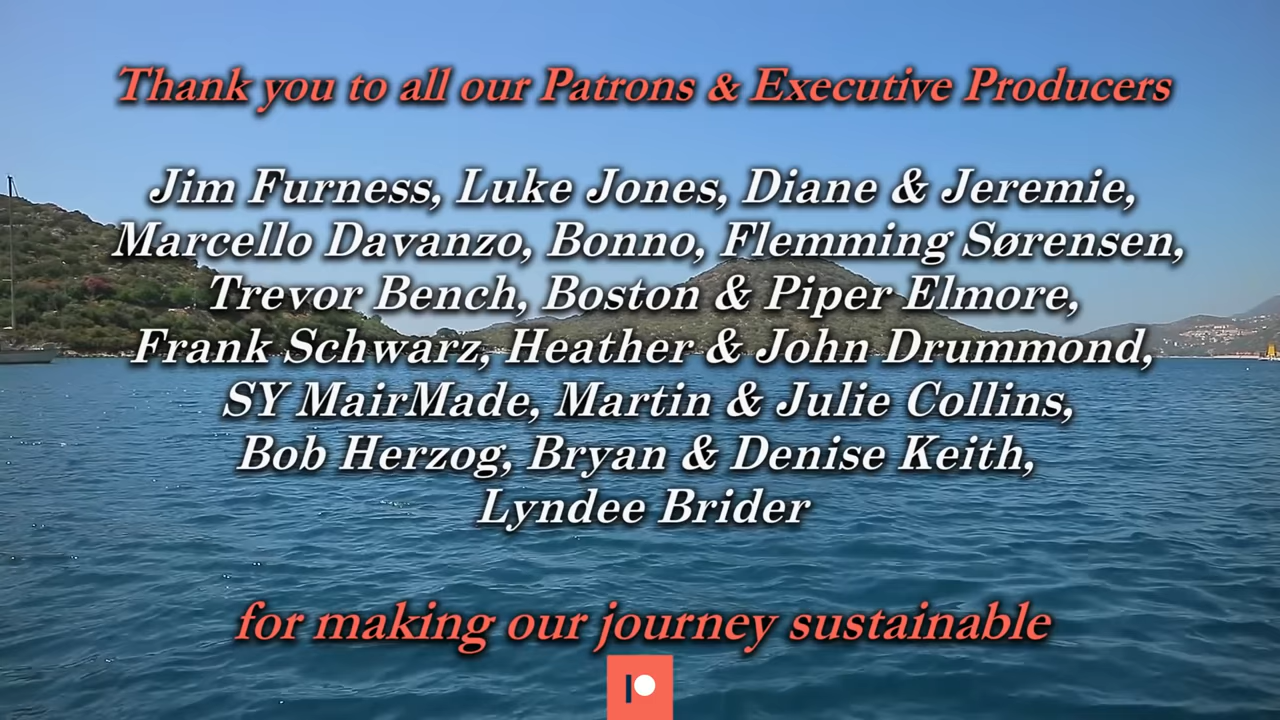 Thank you to all our Patrons & Executive Producers
Jim Furness, Luke Jones, Diane & Jeremie,
Marcello Davanzo, Bonno, Flemming Sørensen,
Trevor Bench, Boston & Piper Elmore,
Frank Schwarz, Heather & John Drummond,
SY MairMade, Martin & Julie Collins,
Bob Herzog, Bryan & Denise Keith,
Lyndee Brider
for making our journey sustainable